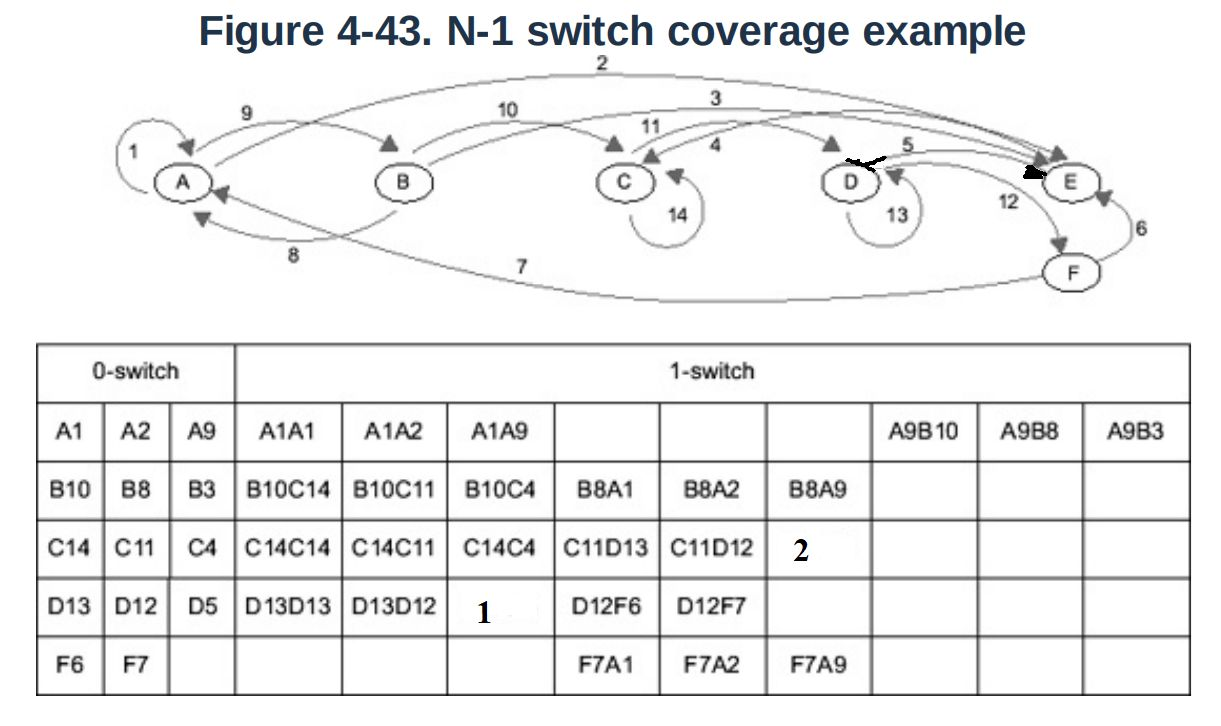 Figure 4-43. N-1 switch coverage example
2
9 10 3
1 11 4 5
A B C D E
14 13 12
8 6
7 F
0-switch 1-switch
A1 A2 A9 A1A1 A1A2 A1A9 A9B10 A9B8 A9B3
B10 B8 B3 B10C14 B10C11 B10C4 B8A1 B8A2 B8A9
C14 C11 C4 C14C14 C14C11 C14C4 C11D13 C11D12 2
D13 D12 D5 D13D13 D13D12 1 D12F6 D12F7
F6 F7 F7A1 F7A2 F7A9